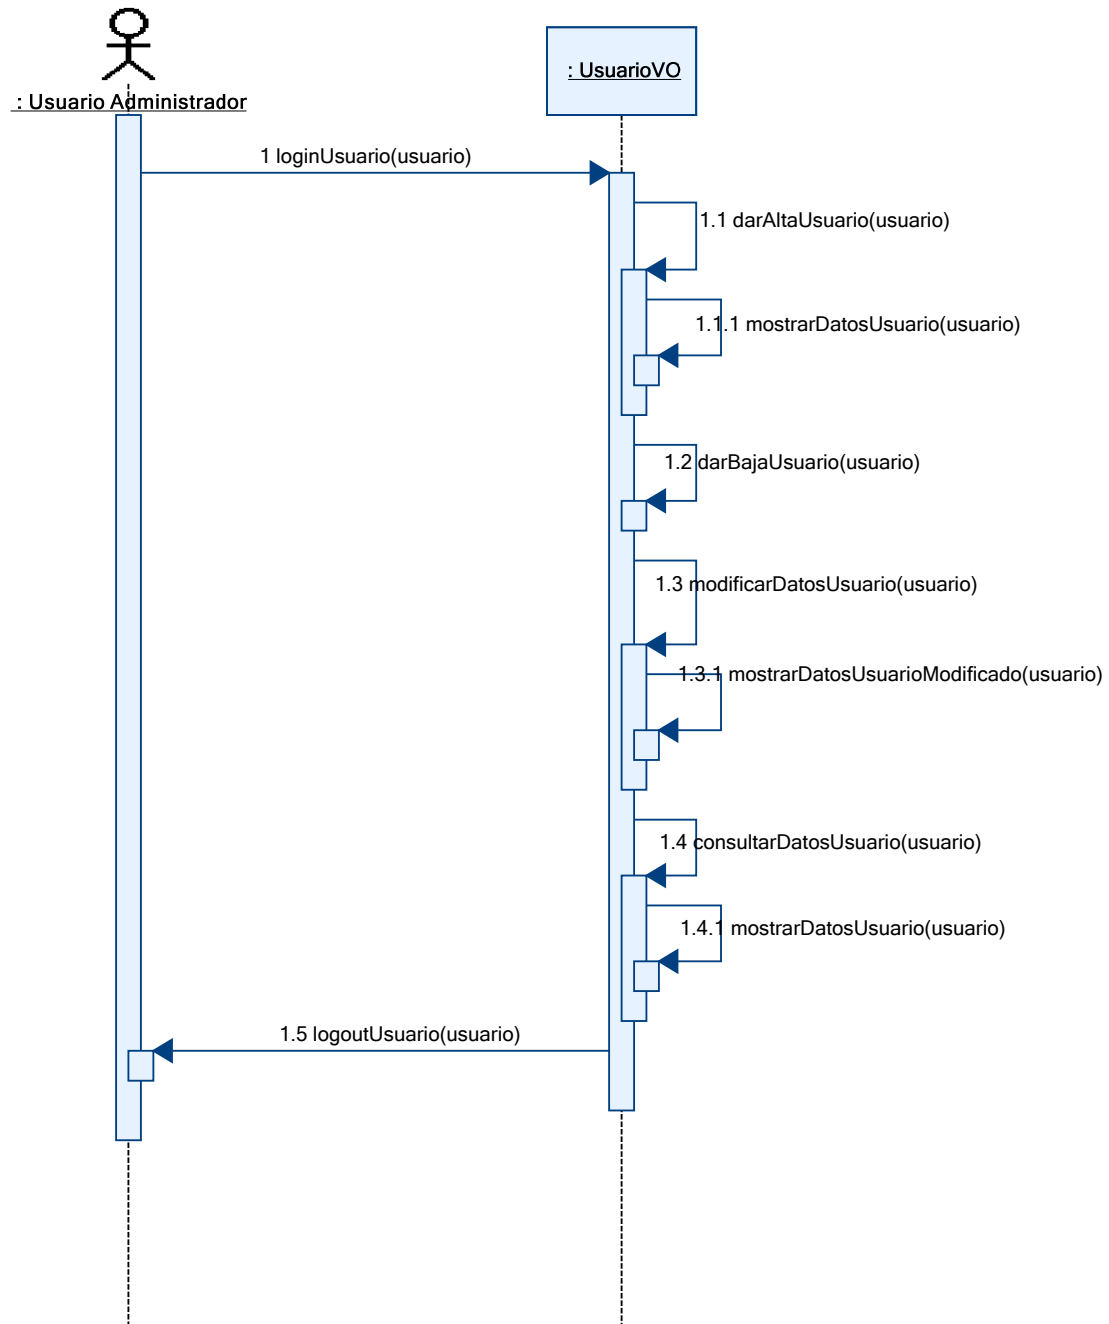 : UsuarioVO
: Usuario Administrador
1 loginUsuario(usuario)
1.1 darAltaUsuario(usuario)
1.1.1 mostrarDatosUsuario(usuario)
1.2 darBajaUsuario(usuario)
1.3 modificarDatosUsuario(usuario)
1.3.1 mostrarDatosUsuarioModificado(usuario)
1.4 consultarDatosUsuario(usuario)
1.4.1 mostrarDatosUsuario(usuario)
1.5 logoutUsuario(usuario)